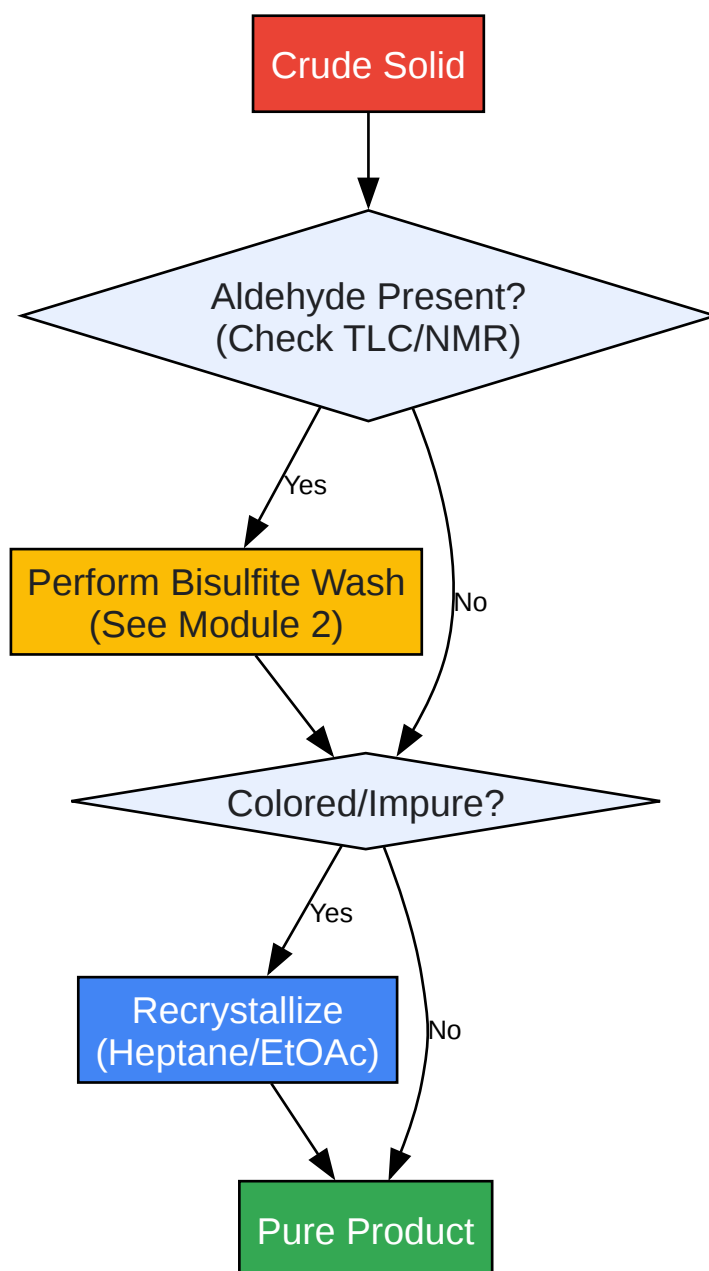 Crude Solid
Aldehyde Present?
(Check TLC/NMR)
Yes
Perform Bisulfite Wash
(See Module 2)
No
Colored/Impure?
Yes
Recrystallize
(Heptane/EtOAc)
No
Pure Product